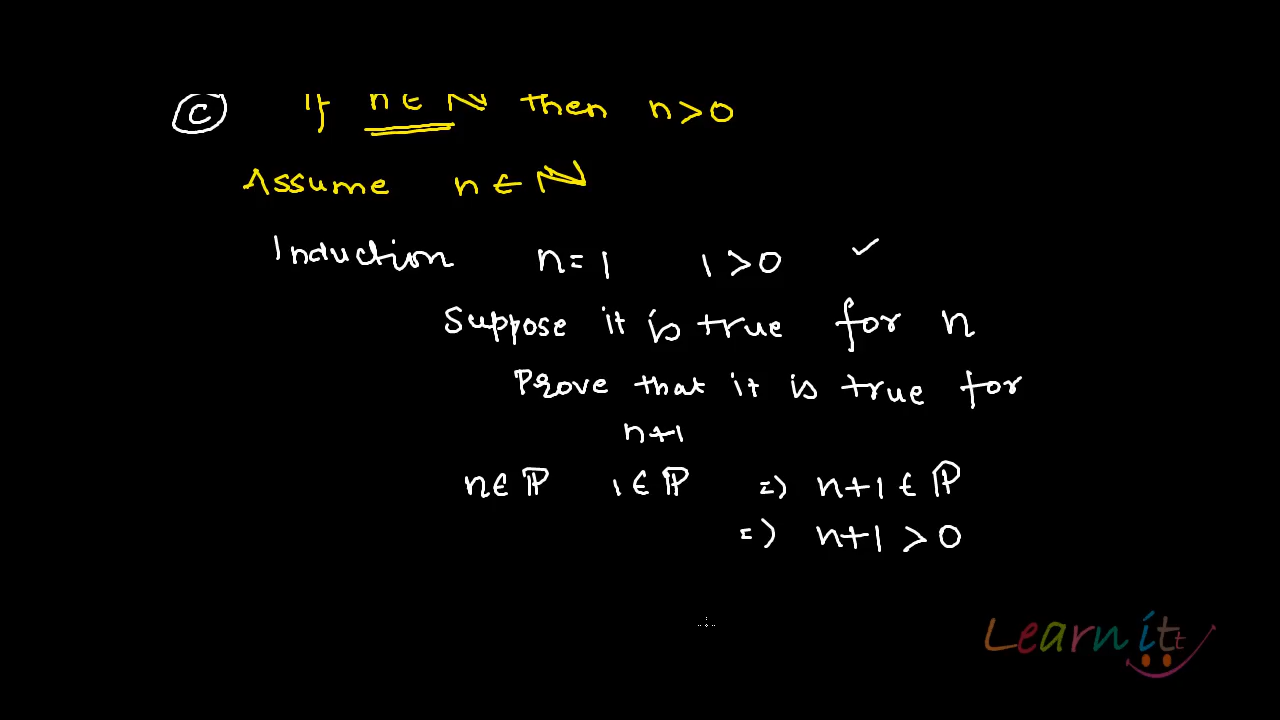 C If n ∈ ℕ then n > 0
Assume n ∈ ℕ
Induction n = 1 1 > 0 ✓
Suppose it is true for n
Prove that it is true for
n+1
n ∈ ℙ 1 ∈ ℙ => n+1 ∈ ℙ
=> n+1 > 0
Learnitt